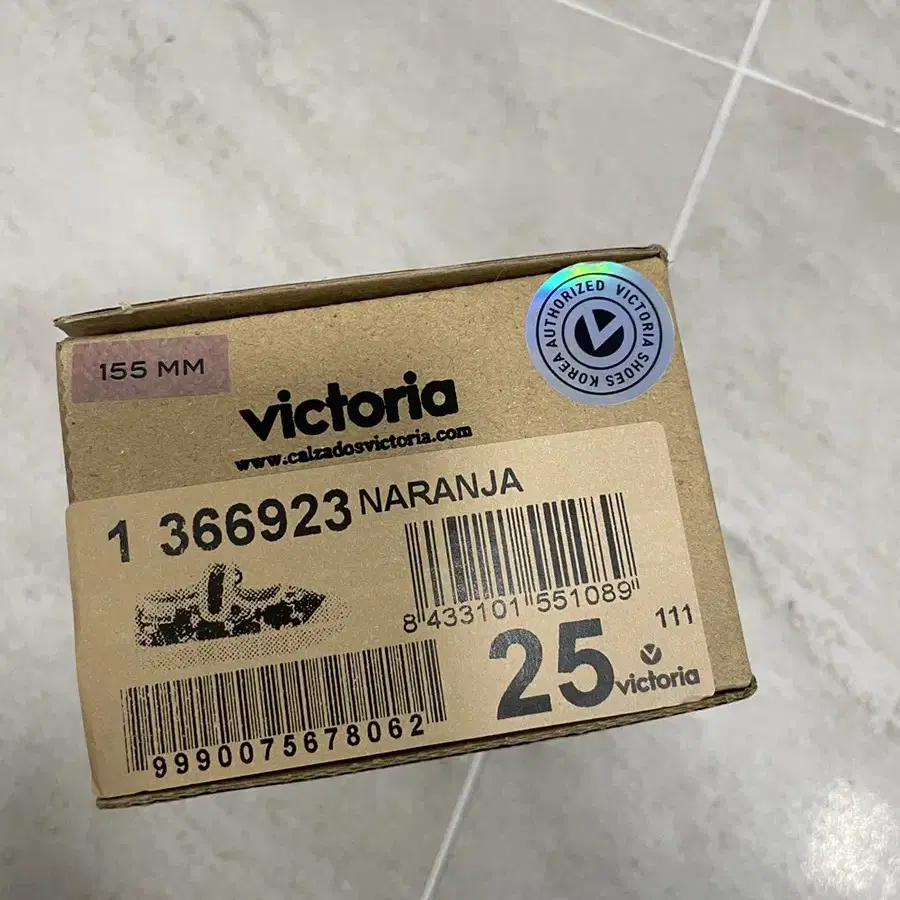 155 MM
AUTHORIZED VICTORIA SHOES KOREA
victoria
www.calzadosvictoria.com
1 366923 NARANJA
8 433101 551089
111
25
victoria
9990075678062